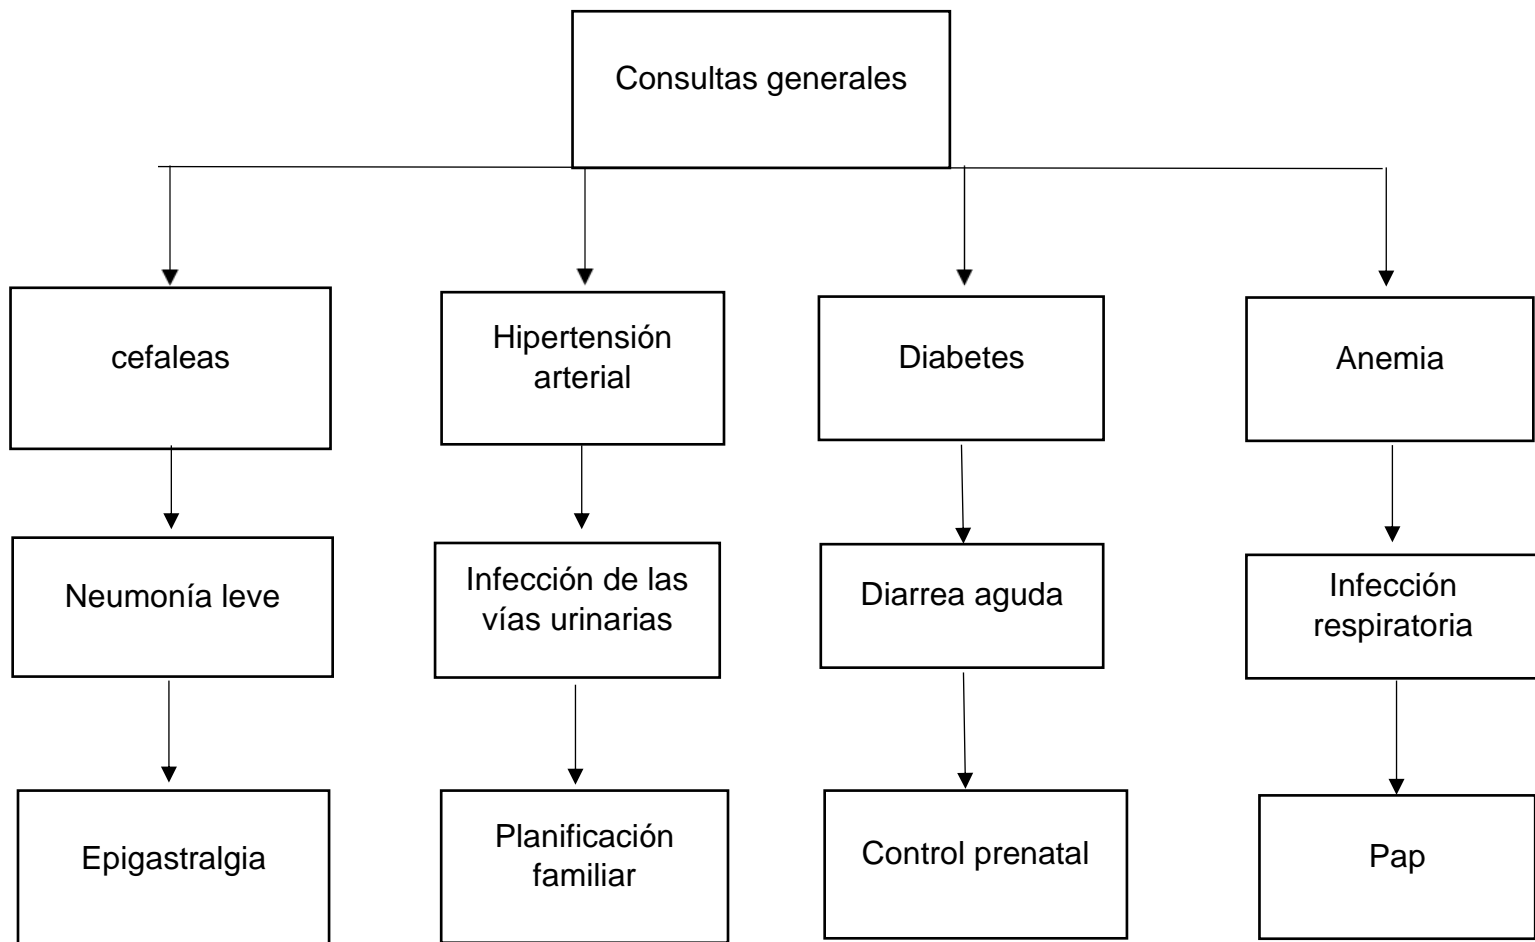 Consultas generales
cefaleas
Hipertensión
arterial
Diabetes
Anemia
Neumonía leve
Infección de las
vías urinarias
Diarrea aguda
Infección
respiratoria
Epigastralgia
Planificación
familiar
Control prenatal
Pap